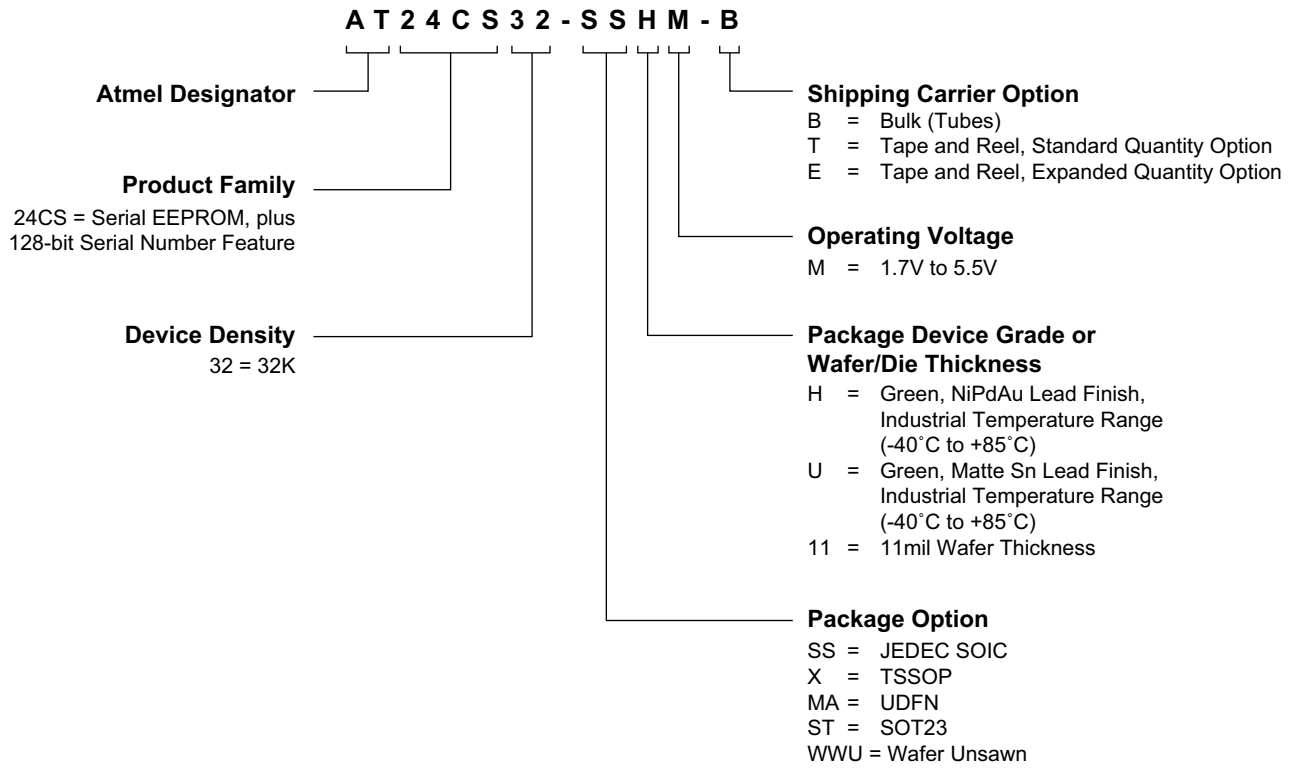 AT24CS32-SSHM-B
Atmel Designator
Product Family
24CS = Serial EEPROM, plus
128-bit Serial Number Feature
Device Density
32 = 32K
Shipping Carrier Option
B = Bulk (Tubes)
T = Tape and Reel, Standard Quantity Option
E = Tape and Reel, Expanded Quantity Option
Operating Voltage
M = 1.7V to 5.5V
Package Device Grade or
Wafer/Die Thickness
H = Green, NiPdAu Lead Finish,
Industrial Temperature Range
(-40˚C to +85˚C)
U = Green, Matte Sn Lead Finish,
Industrial Temperature Range
(-40˚C to +85˚C)
11 = 11mil Wafer Thickness
Package Option
SS = JEDEC SOIC
X = TSSOP
MA = UDFN
ST = SOT23
WWU = Wafer Unsawn